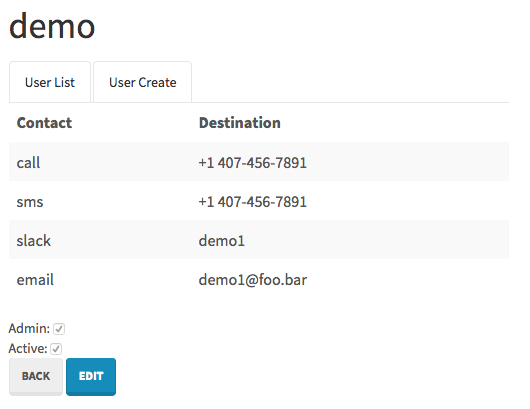 demo
User List User Create
Contact Destination
call +1 407-456-7891
sms +1 407-456-7891
slack demo1
email demo1@foo.bar
Admin:
Active:
BACK EDIT